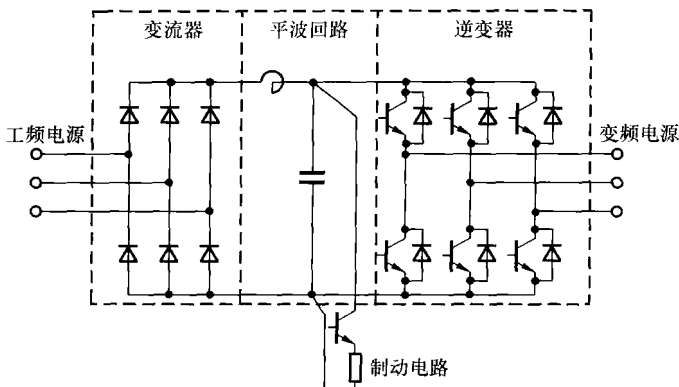 变流器
平波回路
逆变器
工频电源
变频电源
制动电路